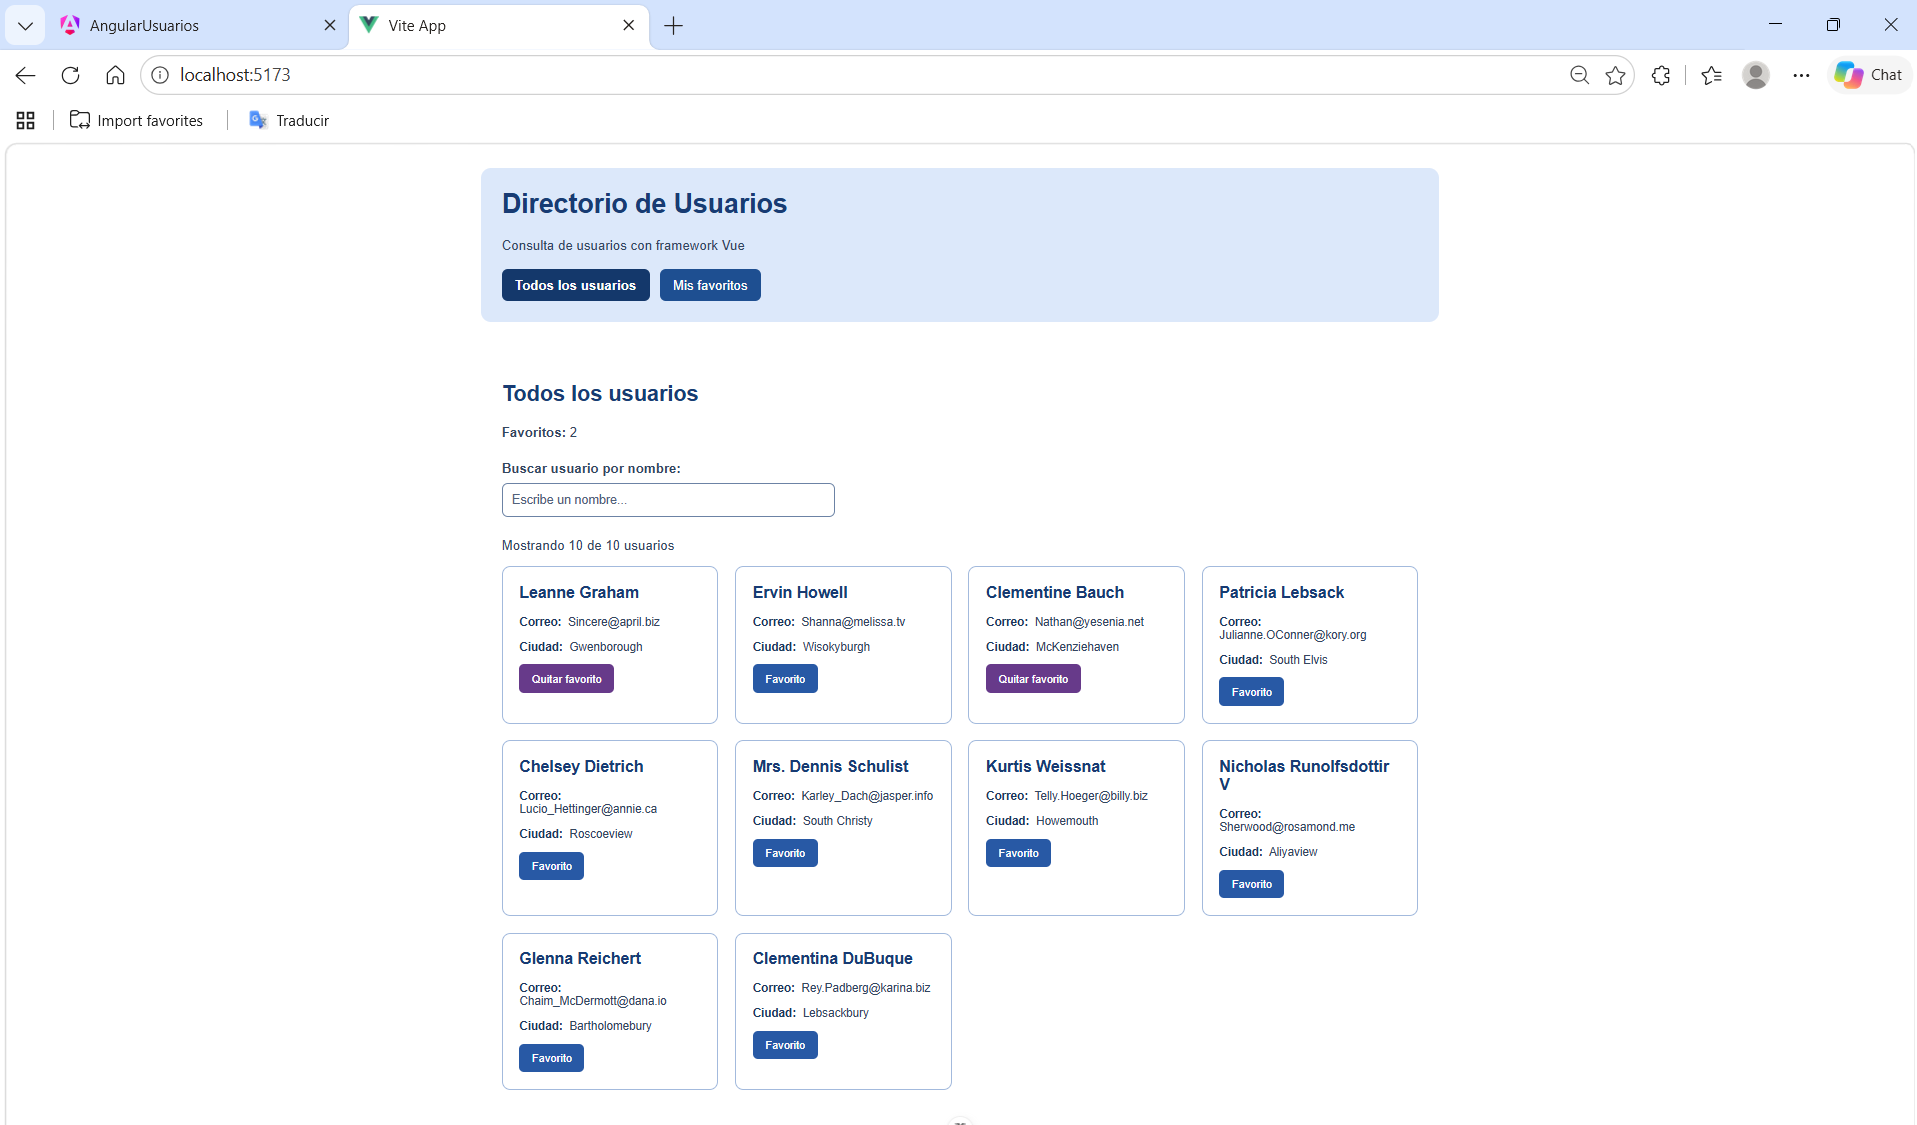 AngularUsuarios
Vite App
localhost:5173
Chat
Import favorites
Traducir
Directorio de Usuarios
Consulta de usuarios con framework Vue
Todos los usuarios
Mis favoritos
Todos los usuarios
Favoritos: 2
Buscar usuario por nombre:
Escribe un nombre...
Mostrando 10 de 10 usuarios
Leanne Graham
Correo: Sincere@april.biz
Ciudad: Gwenborough
Quitar favorito
Ervin Howell
Correo: Shanna@melissa.tv
Ciudad: Wisokyburgh
Favorito
Clementine Bauch
Correo: Nathan@yesenia.net
Ciudad: McKenziehaven
Quitar favorito
Patricia Lebsack
Correo:
Julianne.OConner@kory.org
Ciudad: South Elvis
Favorito
Chelsey Dietrich
Correo:
Lucio_Hettinger@annie.ca
Ciudad: Roscoeview
Favorito
Mrs. Dennis Schulist
Correo: Karley_Dach@jasper.info
Ciudad: South Christy
Favorito
Kurtis Weissnat
Correo: Telly.Hoeger@billy.biz
Ciudad: Howemouth
Favorito
Nicholas Runolfsdottir
V
Correo:
Sherwood@rosamond.me
Ciudad: Aliyaview
Favorito
Glenna Reichert
Correo:
Chaim_McDermott@dana.io
Ciudad: Bartholomebury
Favorito
Clementina DuBuque
Correo: Rey.Padberg@karina.biz
Ciudad: Lebsackbury
Favorito